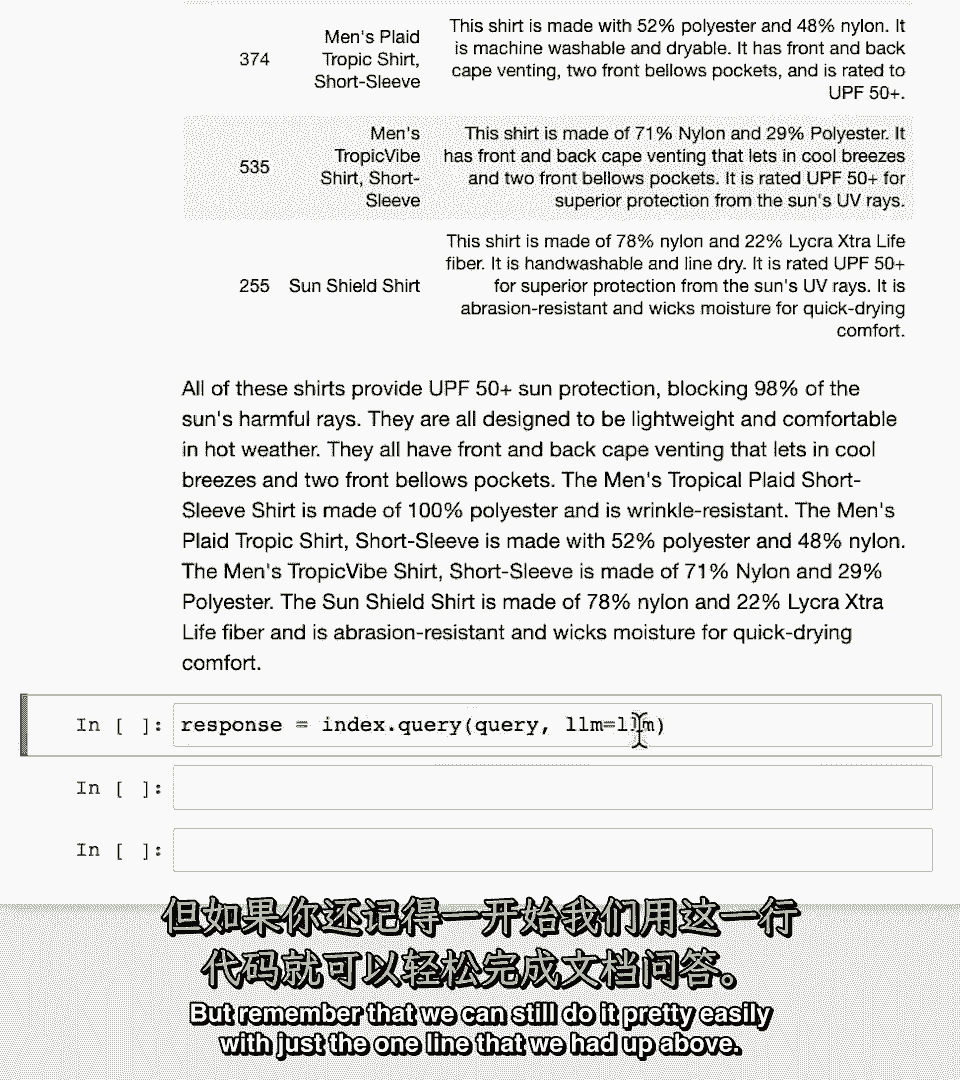 This shirt is made with 52% polyester and 48% nylon. It
374
Men's Plaid
Tropic Shirt,
Short-Sleeve
is machine washable and dryable. It has front and back
cape venting, two front bellows pockets, and is rated to
UPF 50+.
535
Men's
TropicVibe
Shirt, Short-
Sleeve
This shirt is made of 71% Nylon and 29% Polyester. It
has front and back cape venting that lets in cool breezes
and two front bellows pockets. It is rated UPF 50+ for
superior protection from the sun's UV rays.
255
Sun Shield Shirt
This shirt is made of 78% nylon and 22% Lycra Xtra Life
fiber. It is handwashable and line dry. It is rated UPF 50+
for superior protection from the sun's UV rays. It is
abrasion-resistant and wicks moisture for quick-drying
comfort.
All of these shirts provide UPF 50+ sun protection, blocking 98% of the
sun's harmful rays. They are all designed to be lightweight and comfortable
in hot weather. They all have front and back cape venting that lets in cool
breezes and two front bellows pockets. The Men's Tropical Plaid Short-
Sleeve Shirt is made of 100% polyester and is wrinkle-resistant. The Men's
Plaid Tropic Shirt, Short-Sleeve is made with 52% polyester and 48% nylon.
The Men's TropicVibe Shirt, Short-Sleeve is made of 71% Nylon and 29%
Polyester. The Sun Shield Shirt is made of 78% nylon and 22% Lycra Xtra
Life fiber and is abrasion-resistant and wicks moisture for quick-drying
comfort.
In [ ]: response = index.query(query, llm=llm)
In [ ]:
In [ ]:
但如果你还记得一开始我们用这一行
代码就可以轻松完成文档问答。
But remember that we can still do it pretty easily
with just the one line that we had up above.